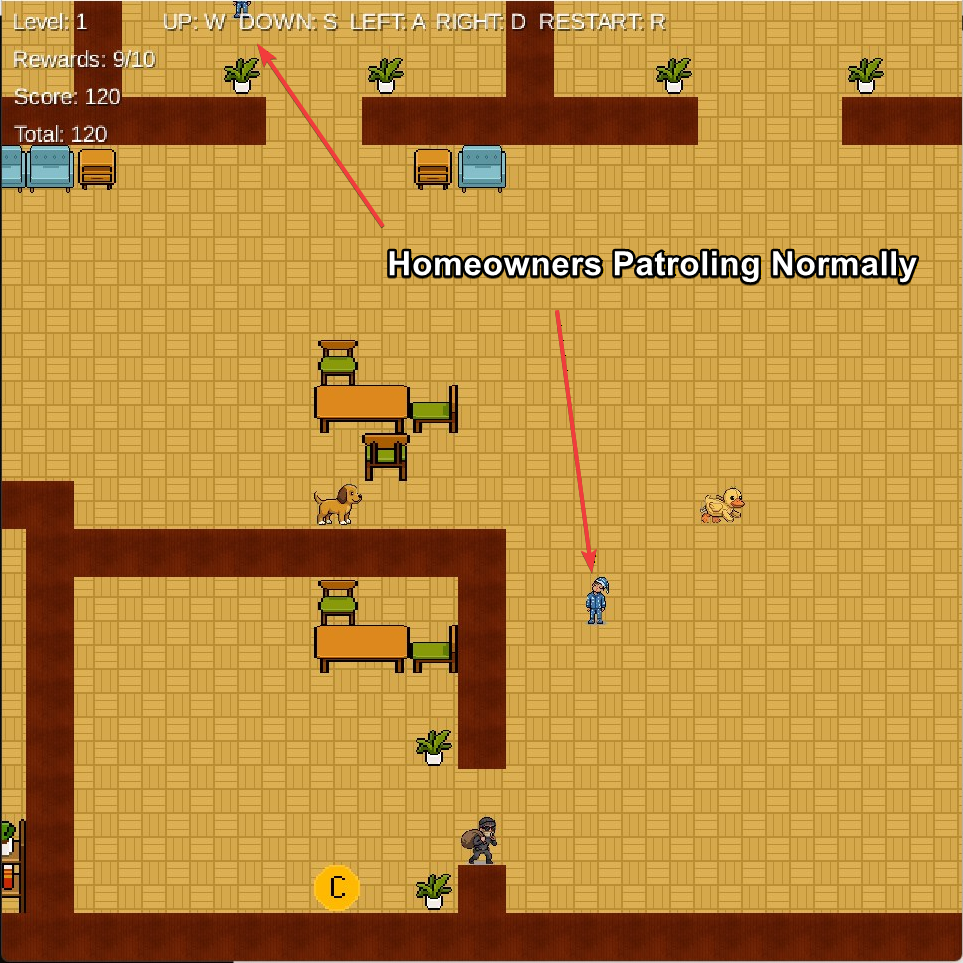 Level: 1 UP: W DOWN: S LEFT: A RIGHT: D RESTART: R
Rewards: 9/10
Score: 120
Total: 120
Homeowners Patroling Normally
C